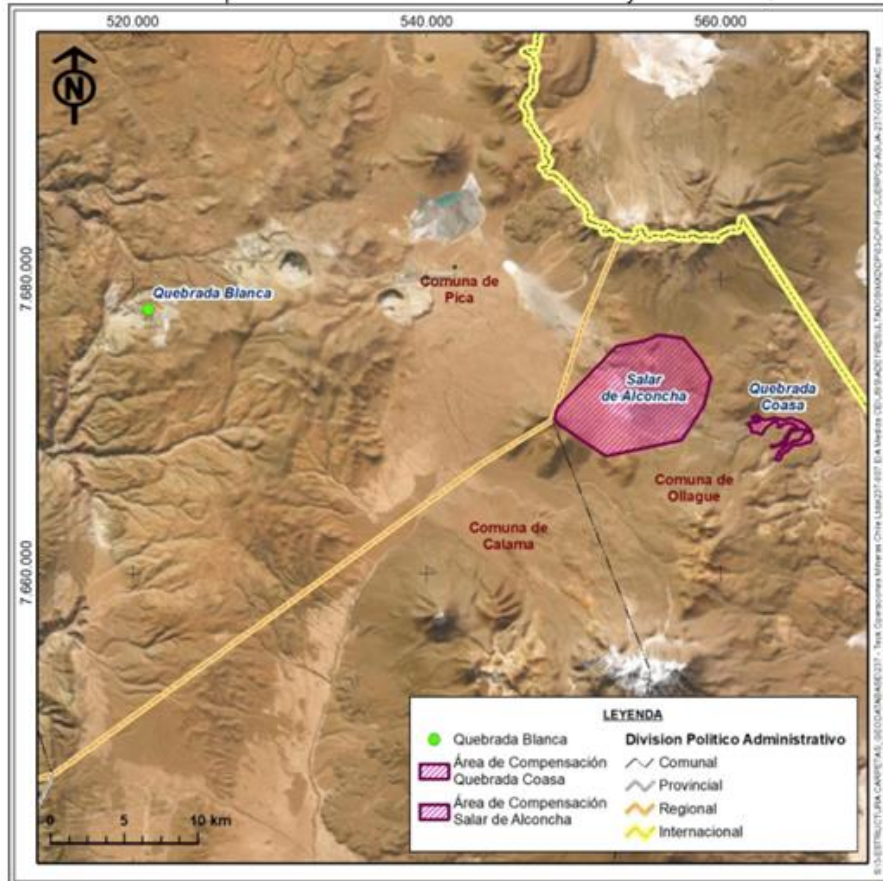 520.000
540.000
560.000
7.680.000
7.660.000
N
Quebrada Blanca
Comuna de
Pica
Salar
de Alconcha
Quebrada
Coasa
Comuna de
Ollague
Comuna de
Calama
LEYENDA
Quebrada Blanca
Área de Compensación
Quebrada Coasa
Área de Compensación
Salar de Alconcha
Division Politico Administrativo
Comunal
Provincial
Regional
Internacional
0 5 10 km